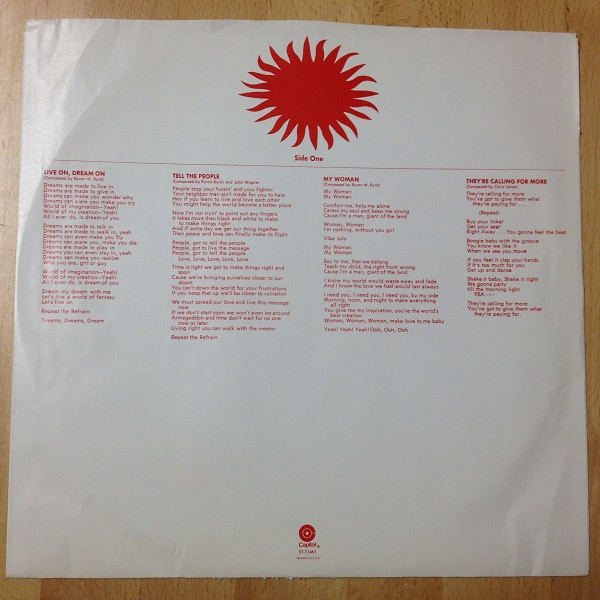 Side One
LIVE ON, DREAM ON
(Composed by Byron M. Byrd)
Dreams are made to live in
Dreams are made to give in
Dreams can make you wonder why
Dreams can scare you make you try
World of imagination—Yeah!
World of my creation—Yeah!
All I ever do, is dream of you
Dreams are made to talk in
Dreams are made to walk in, yeah
Dreams can even make you fly
Dreams can scare you, make you die
Dreams are made to play in
Dreams you can even stay in, yeah
Dreams can make you realize
Who you are, girl or guy
World of imagination—Yeah!
World of my creation—Yeah!
All I ever do, is dream of you
Dream my dream with me
Let's live a world of fantasy
Let's live on
Repeat the Refrain
Dreams, Dreams, Dream
TELL THE PEOPLE
(Composed by Byron Byrd and John Wagner)
People stop your fussin' and your fightin'
Your neighbor man ain't made for you to hate
Hey if you learn to live and love each other
You might help the world become a better place
Now I'm not tryin' to point out any fingers
It takes more than black and white to make
to make things right
And if some day we get our thing together
Then peace and love can finally make its flight
People, got to tell the people
People, got to live the message
People, got to tell the people
Love, Love, Love, Love
Time is right we got to make things right and
soon
Cause we're bringing ourselves closer to our
doom
You can't down the world for your frustrations
If you keep that up we'll be closer to ruination
We must spread our love and live this message
now
If we don't start soon we won't even be around
Armageddon and time don't wait for no one
now or later
Living right you can walk with the creator
Repeat the Refrain
MY WOMAN
(Composed by Byron M. Byrd)
My Woman
My Woman
Comfort me, help me alone
Caress my soul and keep me strong
Cause I'm a man, giant of the land
Woman, Woman
I'm nothing, without you girl
Vibe solo
My Woman
My Woman
Say to me, that we belong
Teach my child, the right from wrong
Cause I'm a man, giant of the land
I know my world would waste away and fade
And I know the love we had would last always
I need you, I need you, I need you, by my side
Morning, noon, and night to make everything
all right
You give me my inspiration, you're the world's
best creation
Woman, Woman, Woman, make love to me baby
Yeah! Yeah! Yeah! Ooh, Ooh, Ooh
THEY'RE CALLING FOR MORE
(Composed by Chris Jones)
They're calling for more
You've got to give them what
they're paying for . . .
(Repeat)
Buy your ticket
Get your seat
Right Away . . . You gonna feel the beat
Boogie baby with the groove
You know we like it
When we see you move
If you feel it clap your hands
If it's too much for you
Get up and dance
Shake it baby, Shake it right
We gonna party
till the morning light
YEA - - -
They're calling for more
You've got to give them what
they're paying for.
Capitol
ST-11461